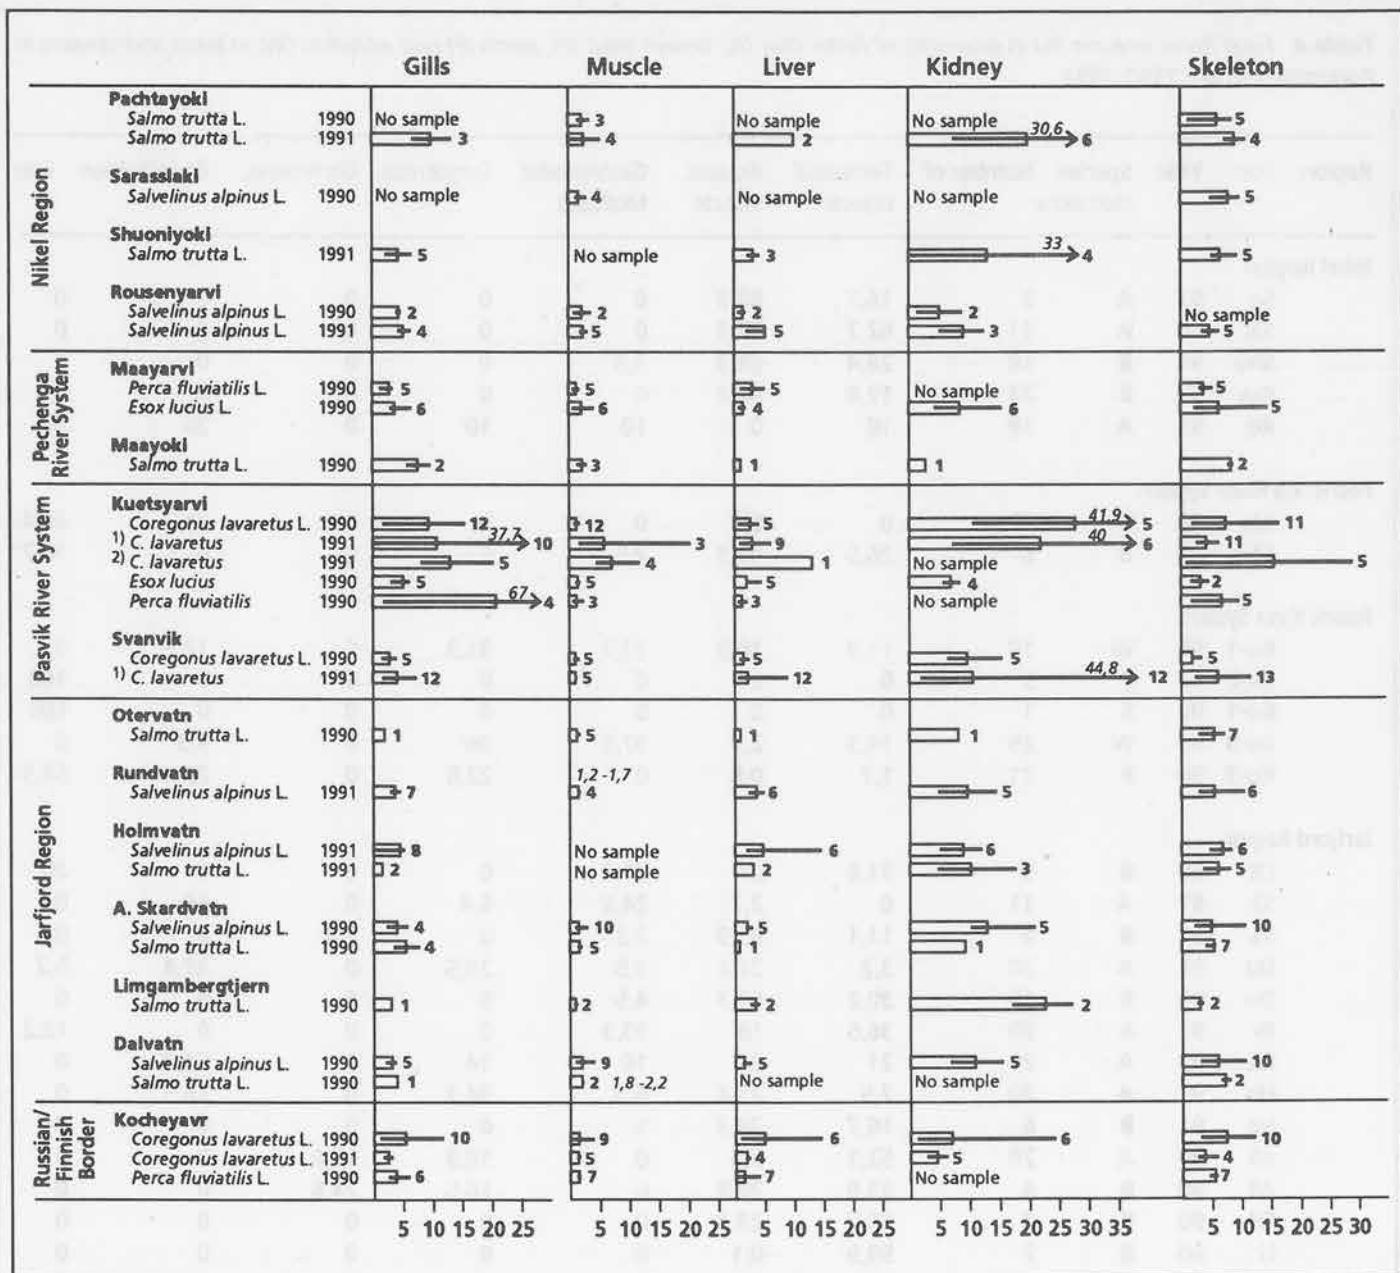 Gills Muscle Liver Kidney Skeleton
Nikel Region
Pachtayoki
Salmo trutta L. 1990 No sample 3 No sample No sample 5
Salmo trutta L. 1991 3 4 2 30,6 6 4
Sarasslaki
Salvelinus alpinus L. 1990 No sample 4 No sample No sample 5
Shuoniyoki
Salmo trutta L. 1991 5 No sample 3 33 4 5
Rousenyarvi
Salvelinus alpinus L. 1990 2 2 2 2 No sample
Salvelinus alpinus L. 1991 4 5 5 3 5
Pechenga River System
Maayarvi
Perca fluviatilis L. 1990 5 5 5 No sample 5
Esox lucius L. 1990 6 6 4 6 5
Maayoki
Salmo trutta L. 1990 2 3 1 1 2
Pasvik River System
Kuetsyarvi
Coregonus lavaretus L. 1990 12 12 5 41,9 5 11
1) C. lavaretus 1991 37,7 10 3 9 40 6 11
2) C. lavaretus 1991 5 4 1 No sample 5
Esox lucius 1990 5 5 5 4 2
Perca fluviatilis 1990 67 4 3 3 No sample 5
Svanvik
Coregonus lavaretus L. 1990 5 5 5 5 5
1) C. lavaretus 1991 12 5 12 44,8 12 13
Jarfjord Region
Otervatn
Salmo trutta L. 1990 1 5 1 1 7
Rundvatn 1,2 -1,7
Salvelinus alpinus L. 1991 7 4 6 5 6
Holmvatn
Salvelinus alpinus L. 1991 8 No sample 6 6 6
Salmo trutta L. 1991 2 No sample 2 3 5
A. Skardvatn
Salvelinus alpinus L. 1990 4 10 5 5 10
Salmo trutta L. 1990 4 5 1 1 7
Limgambergtjern
Salmo trutta L. 1990 1 2 2 2 2
Dalvatn
Salvelinus alpinus L. 1990 5 9 5 5 10
Salmo trutta L. 1990 1 2 1,8 -2,2 No sample No sample 2
Russian/ Finnish Border
Kocheyavr
Coregonus lavaretus L. 1990 10 9 6 6 10
Coregonus lavaretus L. 1991 5 5 4 5 4
Perca fluviatilis L. 1990 6 7 7 No sample 7
5 10 15 20 25 5 10 15 20 25 5 10 15 20 25 5 10 15 20 25 30 35 5 10 15 20 25 30